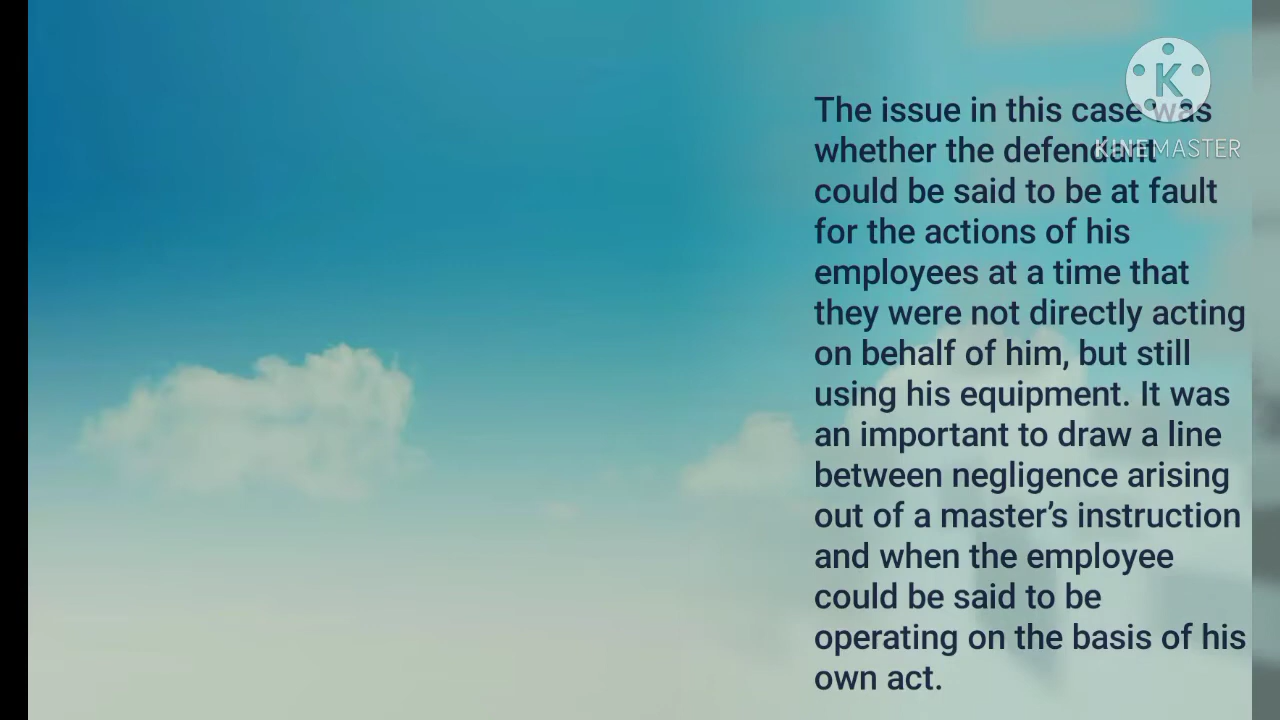 The issue in this case was
whether the defendant
could be said to be at fault
for the actions of his
employees at a time that
they were not directly acting
on behalf of him, but still
using his equipment. It was
an important to draw a line
between negligence arising
out of a master’s instruction
and when the employee
could be said to be
operating on the basis of his
own act.
K
KINEMASTER